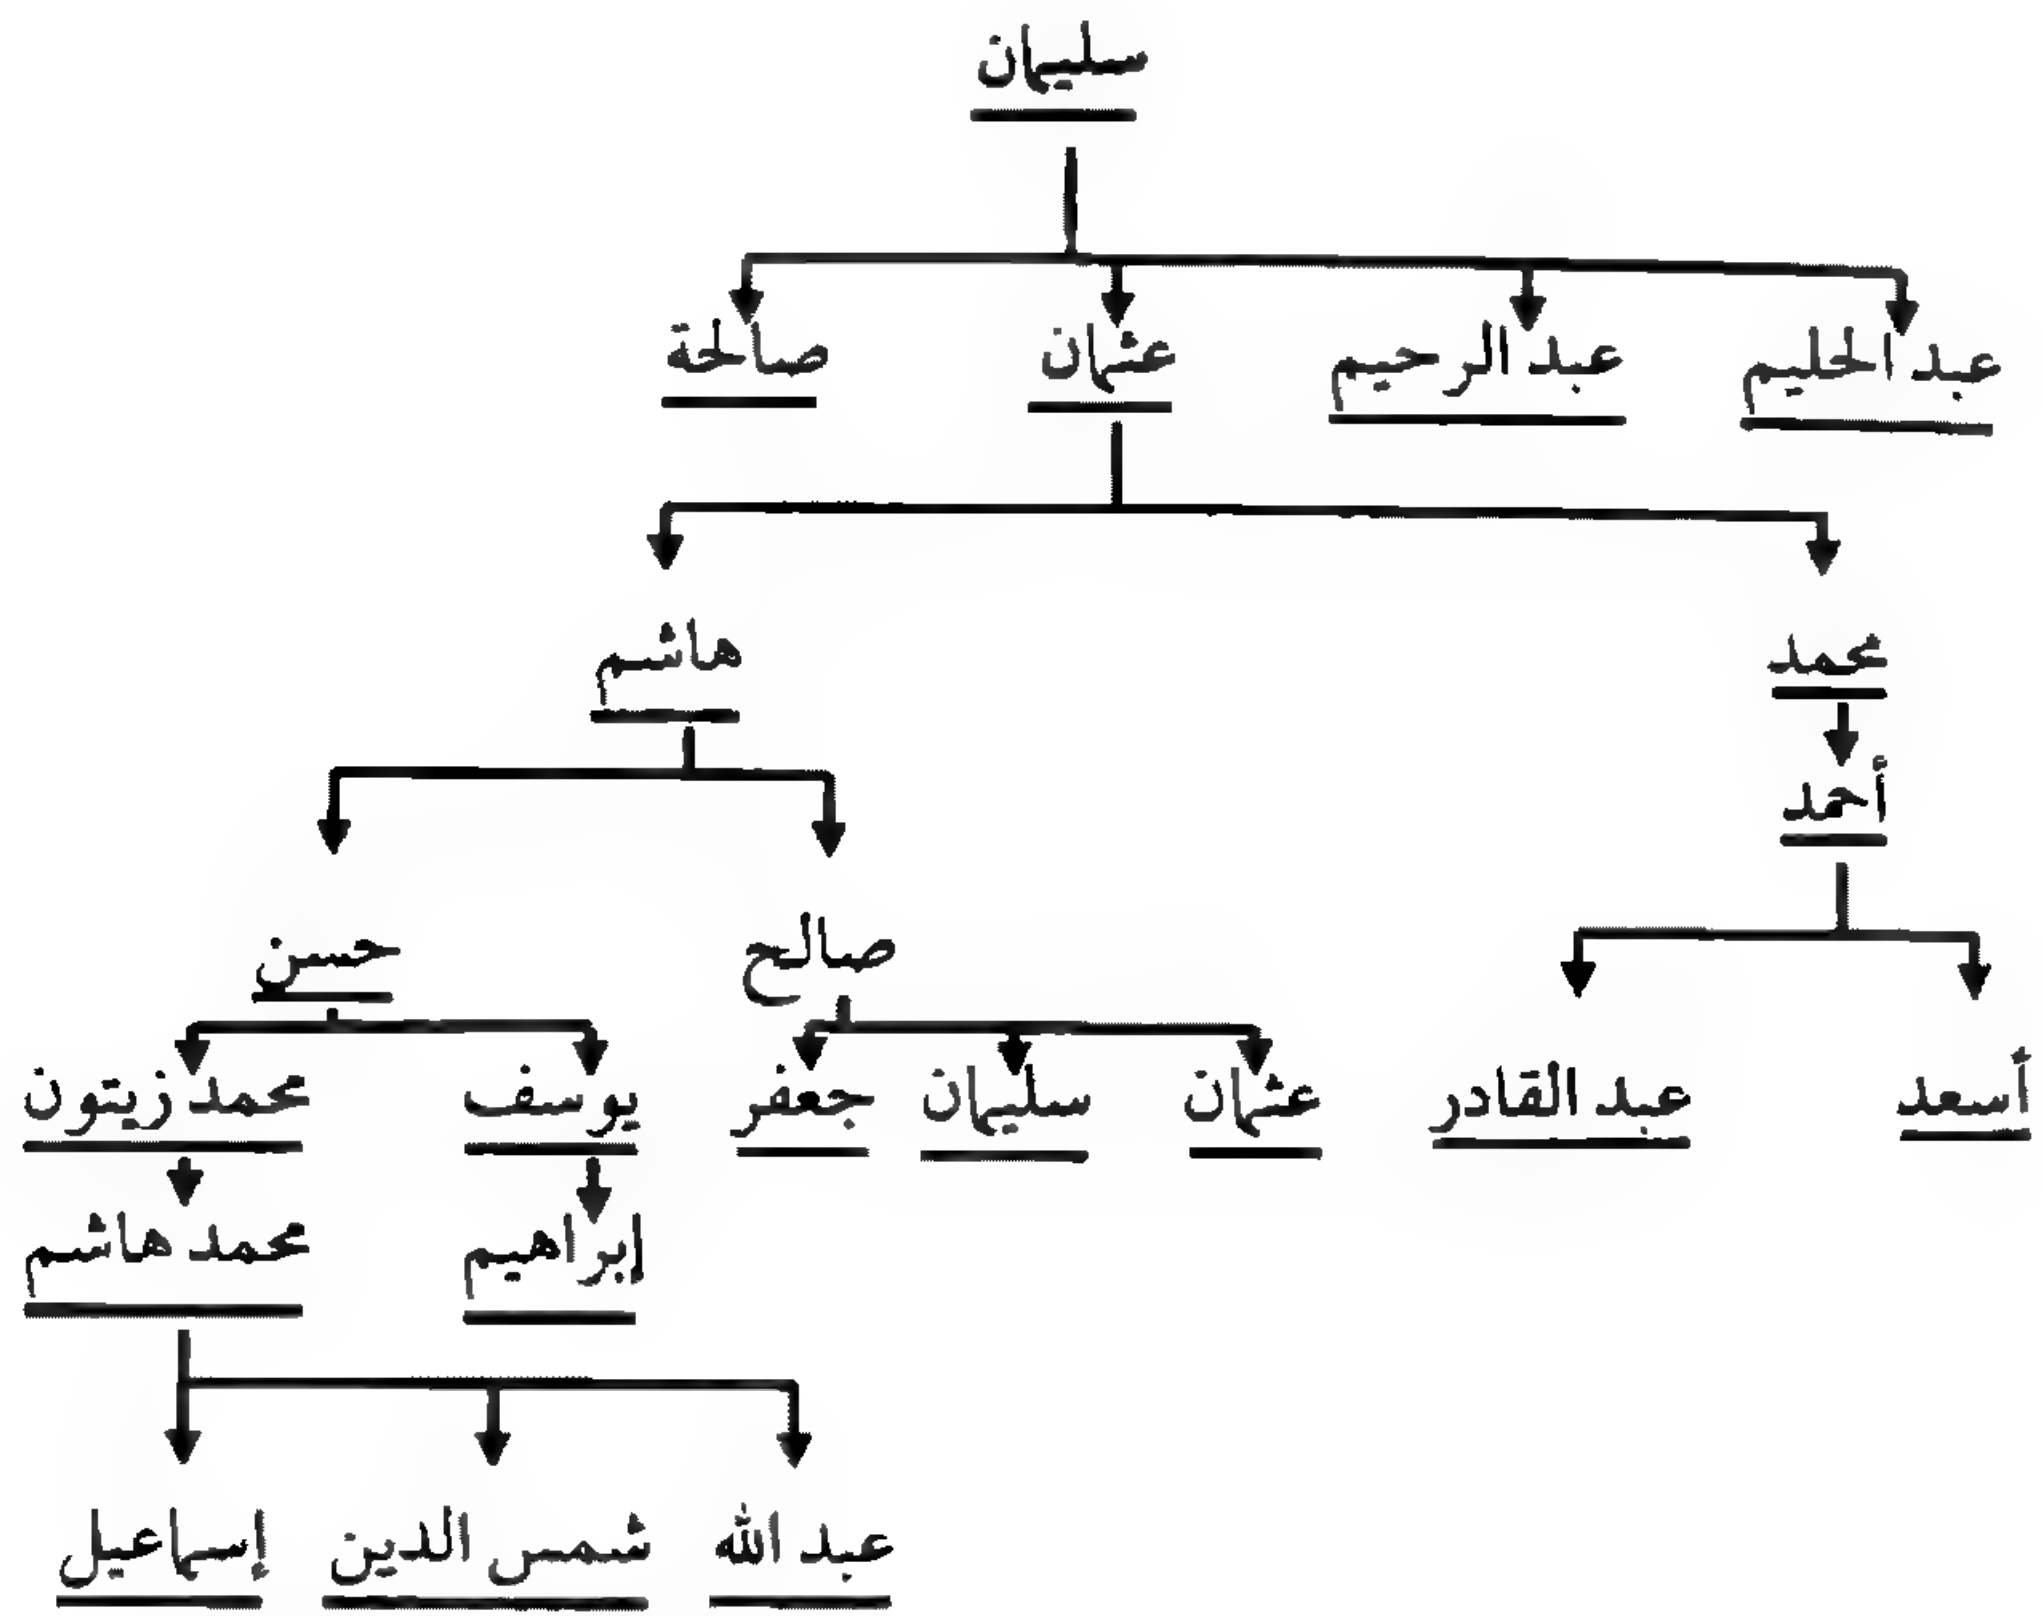 سليمان
عبد الحليم عبد الرحيم عثمان صالحة
محمد هاشم
أحمد
صالح حسن
أسعد عبد القادر عثمان سليمان جعفر يوسف محمد زيتون
إبراهيم محمد هاشم
عبد الله شمس الدين إسماعيل